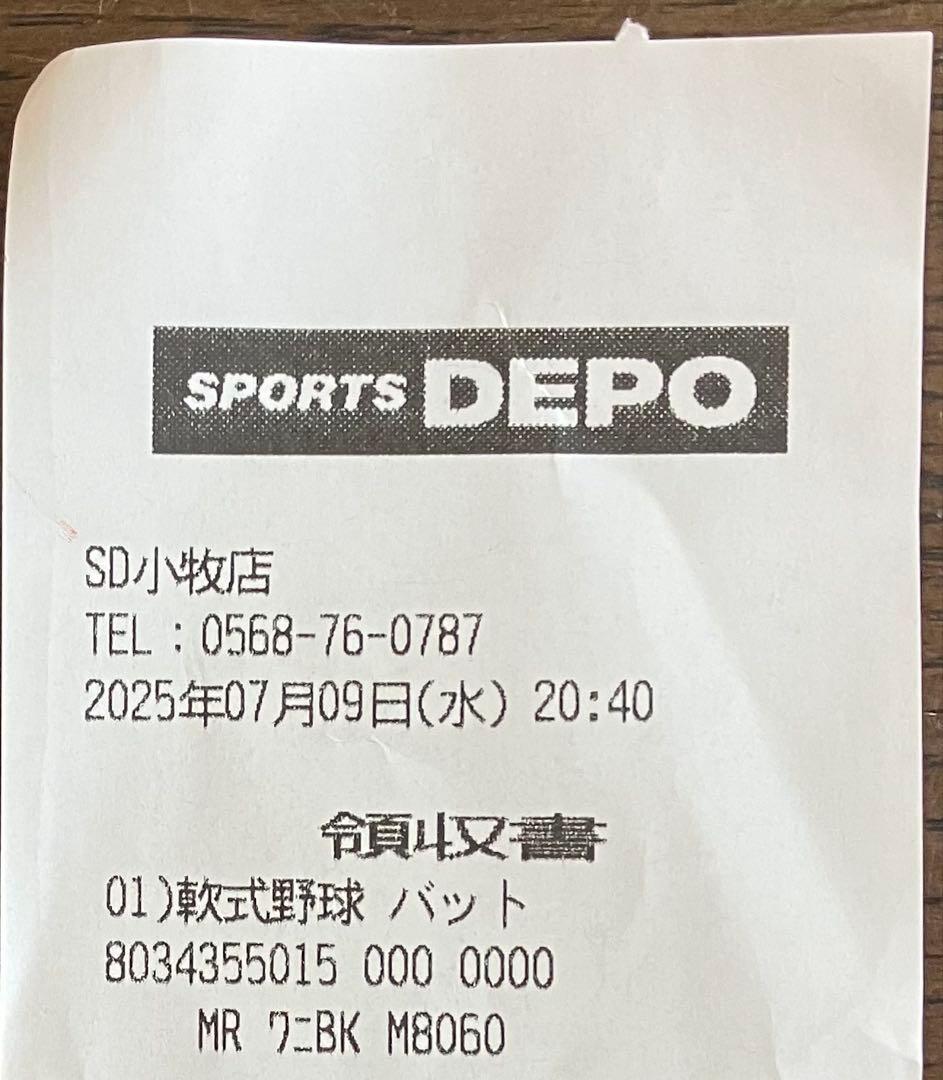 SPORTS DEPO
SD小牧店
TEL：0568-76-0787
2025年07月09日(水) 20:40
領収書
01)軟式野球 バット
8034355015 000 0000
MR ﾜﾆBK M8060